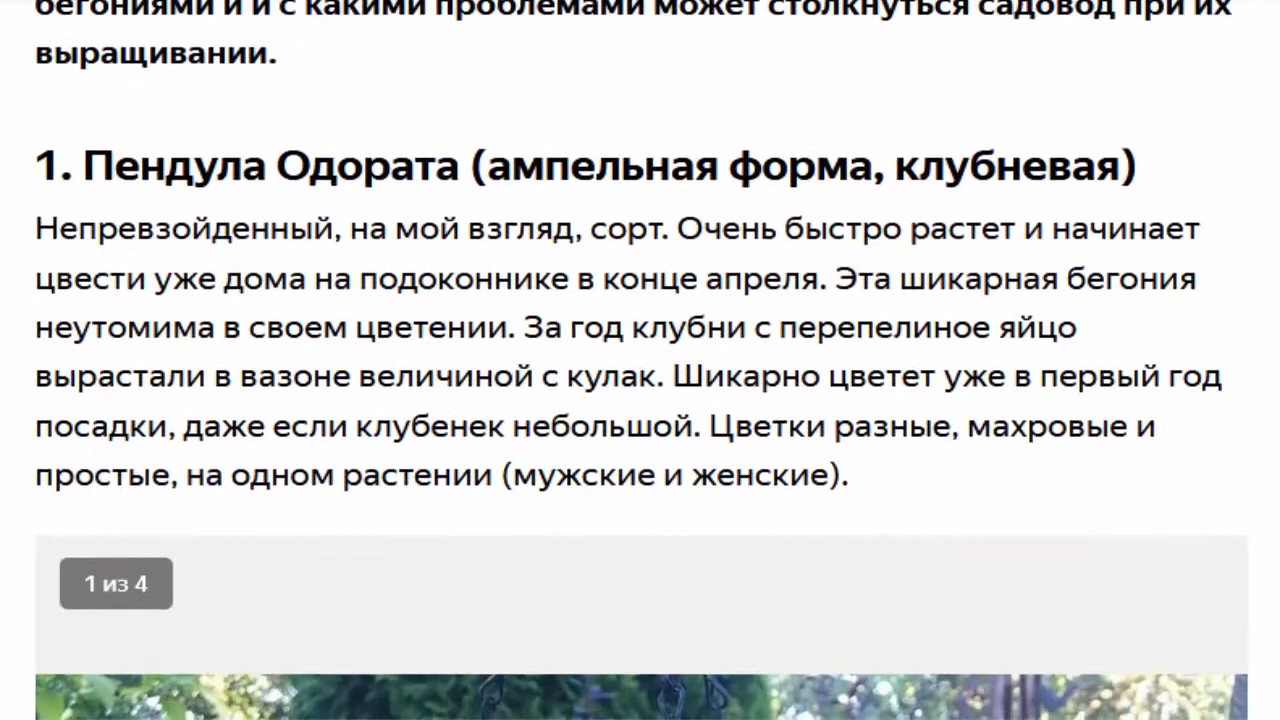 бегониями и и с какими проблемами может столкнуться садовод при их
выращивании.
1. Пендула Одората (ампельная форма, клубневая)
Непревзойденный, на мой взгляд, сорт. Очень быстро растет и начинает
цвести уже дома на подоконнике в конце апреля. Эта шикарная бегония
неутомима в своем цветении. За год клубни с перепелиное яйцо
вырастали в вазоне величиной с кулак. Шикарно цветет уже в первый год
посадки, даже если клубенек небольшой. Цветки разные, махровые и
простые, на одном растении (мужские и женские).
1 из 4